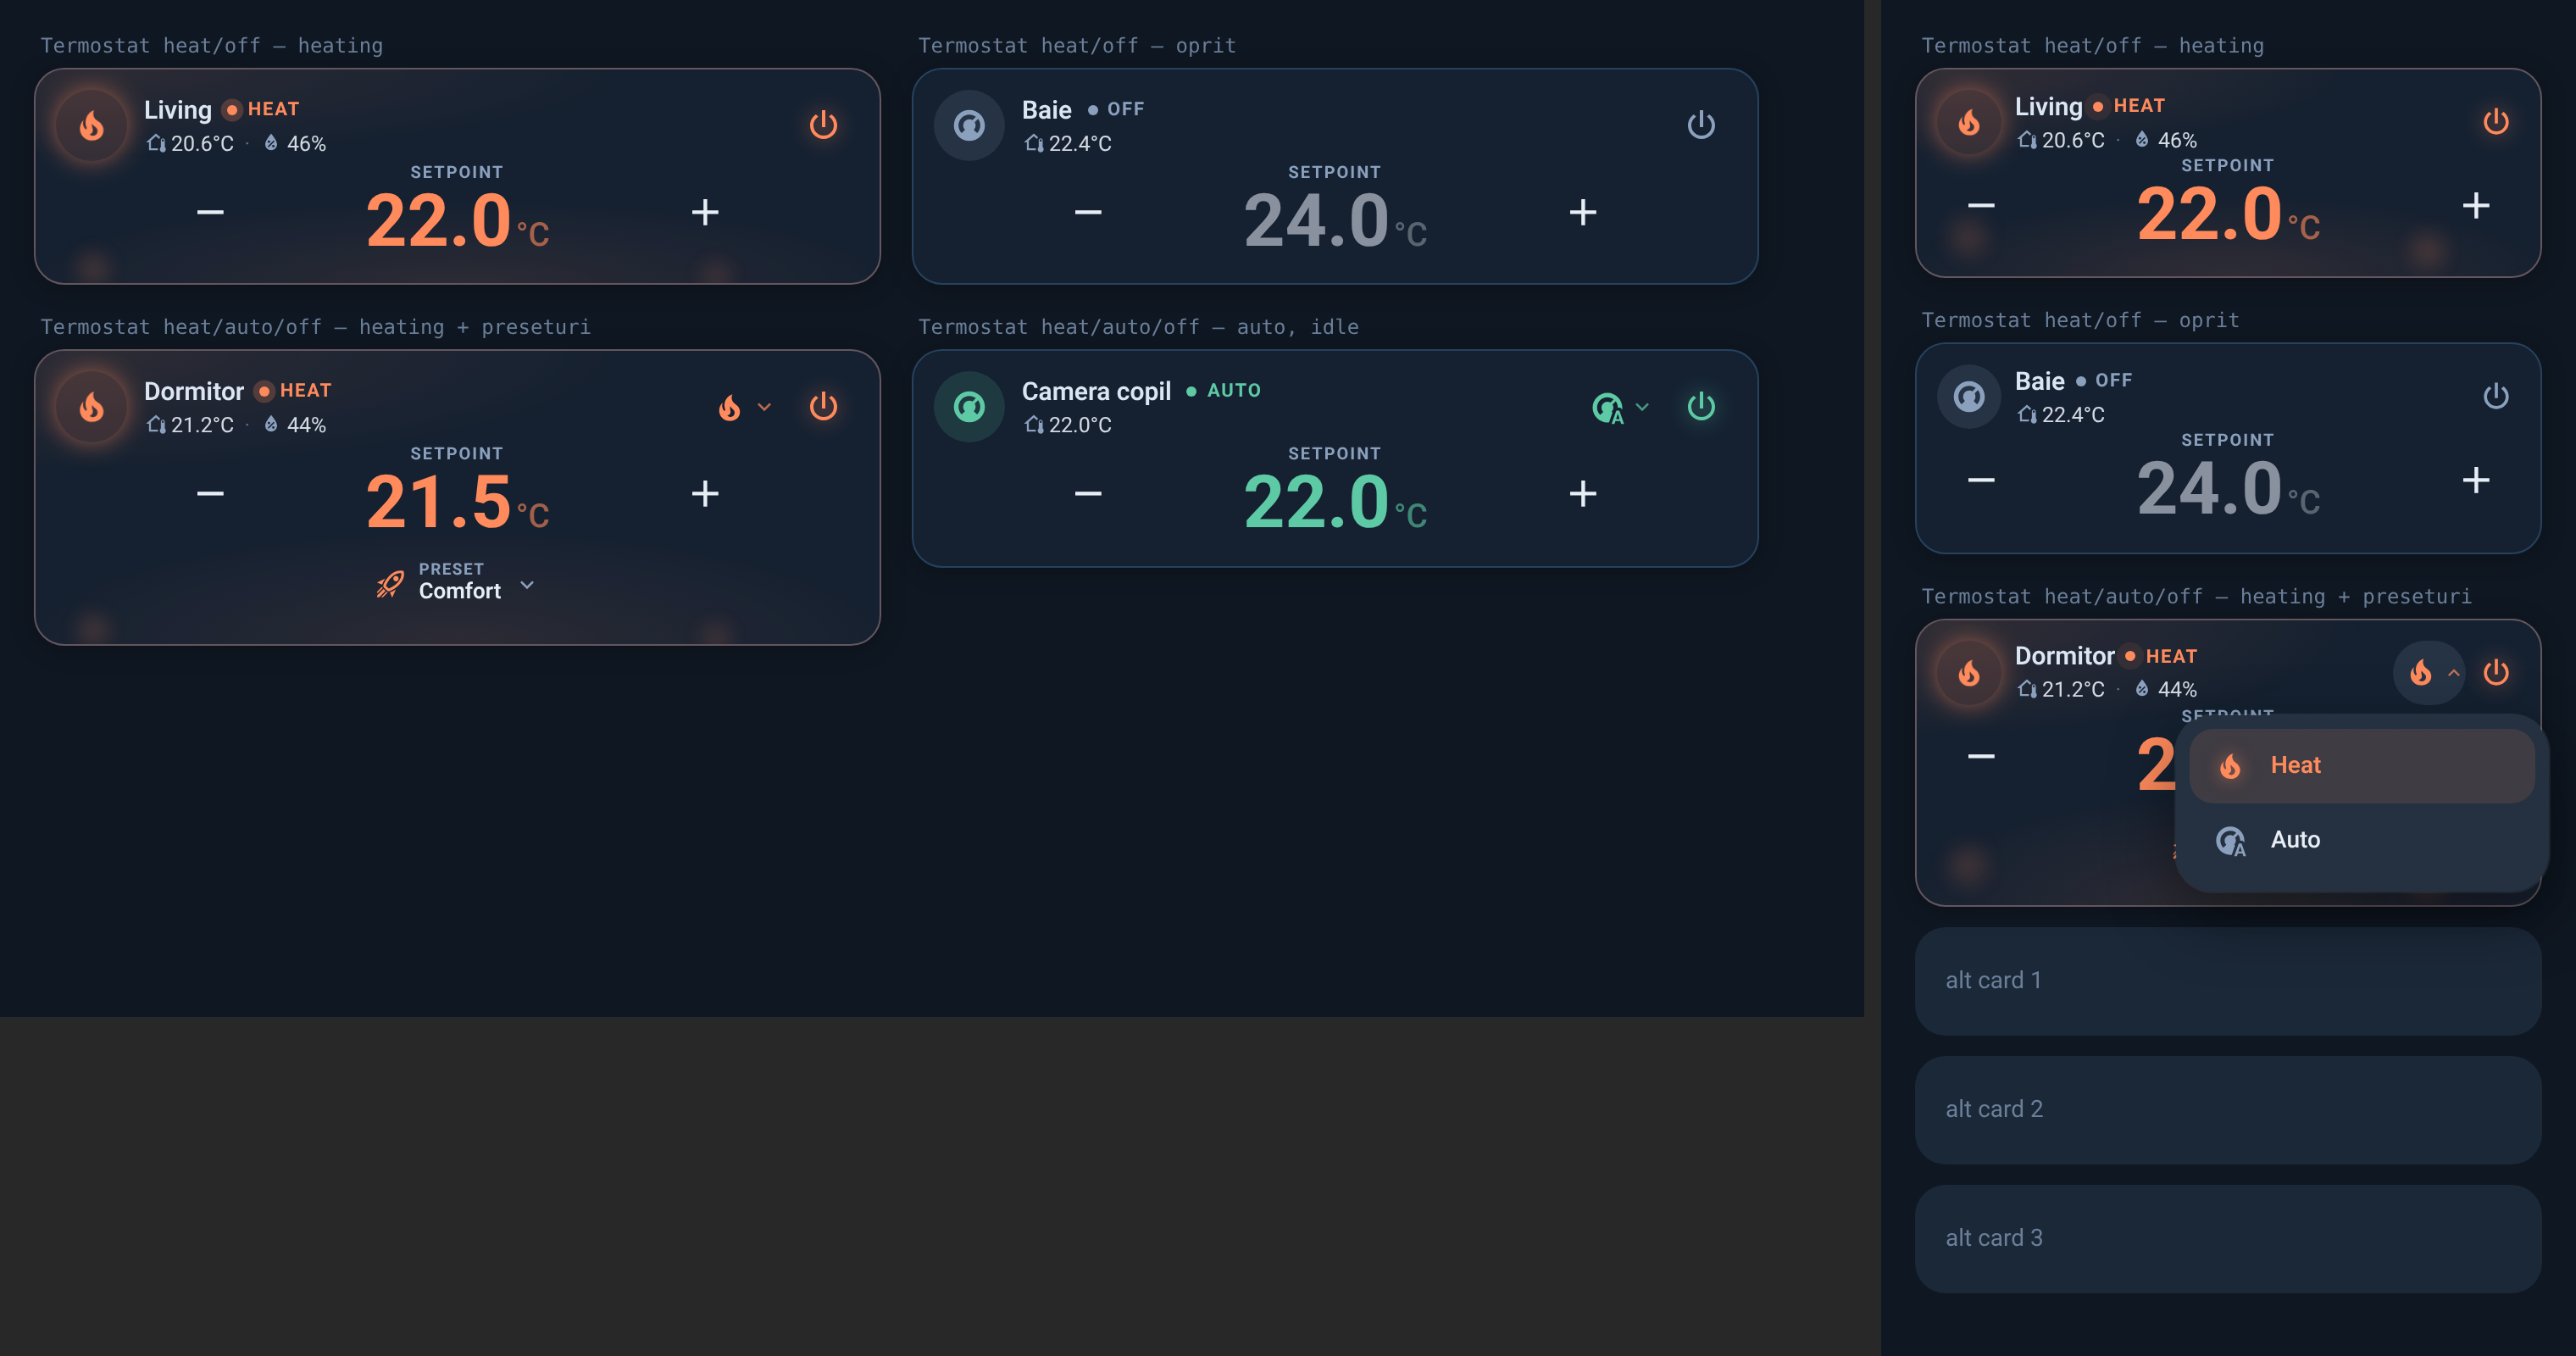 Termostat heat/off — heating
Living HEAT
20.6°C · 46%
SETPOINT
22.0 °C
Termostat heat/off — oprit
Baie OFF
22.4°C
SETPOINT
24.0 °C
Termostat heat/auto/off — heating + preseturi
Dormitor HEAT
21.2°C · 44%
SETPOINT
21.5 °C
PRESET
Comfort
Termostat heat/auto/off — auto, idle
Camera copil AUTO
A
22.0°C
SETPOINT
22.0 °C
Termostat heat/off — heating
Living HEAT
20.6°C · 46%
SETPOINT
22.0 °C
Termostat heat/off — oprit
Baie OFF
22.4°C
SETPOINT
24.0 °C
Termostat heat/auto/off — heating + preseturi
Dormitor HEAT
21.2°C · 44%
SETPOINT
2
Heat
A Auto
alt card 1
alt card 2
alt card 3